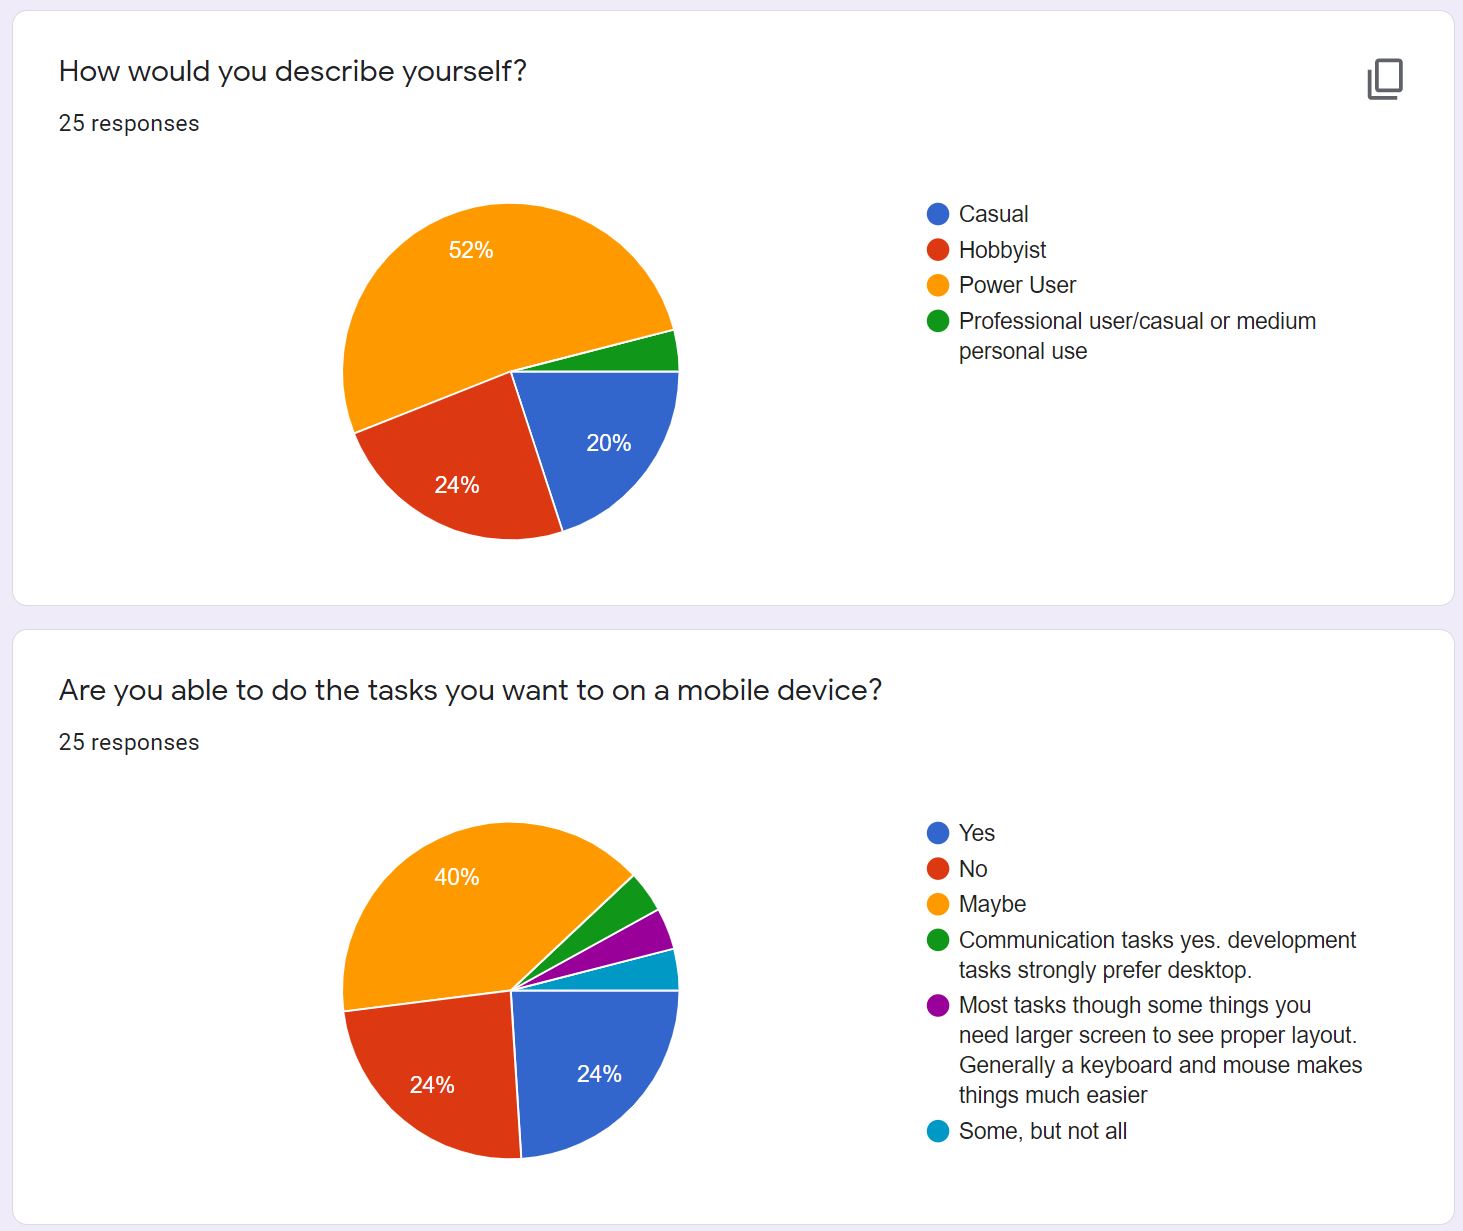 How would you describe yourself?
25 responses
52%
20%
24%
Casual
Hobbyist
Power User
Professional user/casual or medium
personal use
Are you able to do the tasks you want to on a mobile device?
25 responses
40%
24%
24%
Yes
No
Maybe
Communication tasks yes. development
tasks strongly prefer desktop.
Most tasks though some things you
need larger screen to see proper layout.
Generally a keyboard and mouse makes
things much easier
Some, but not all